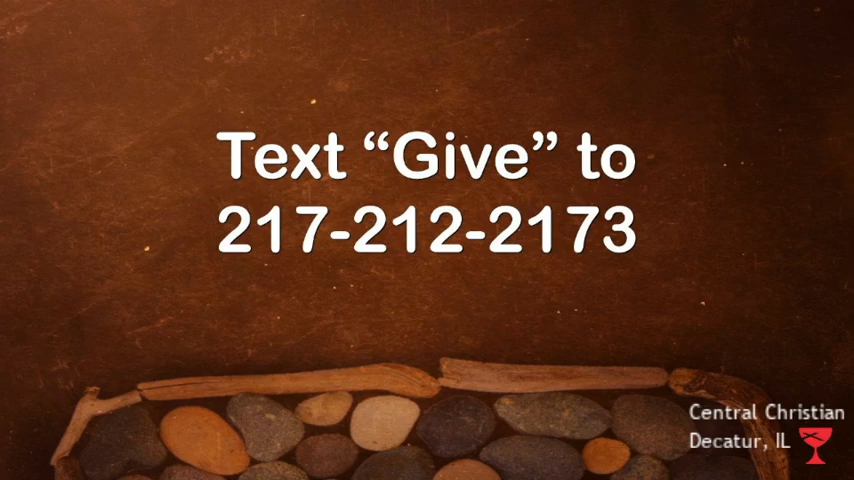 Text “Give” to
217-212-2173
Central Christian
Decatur, IL